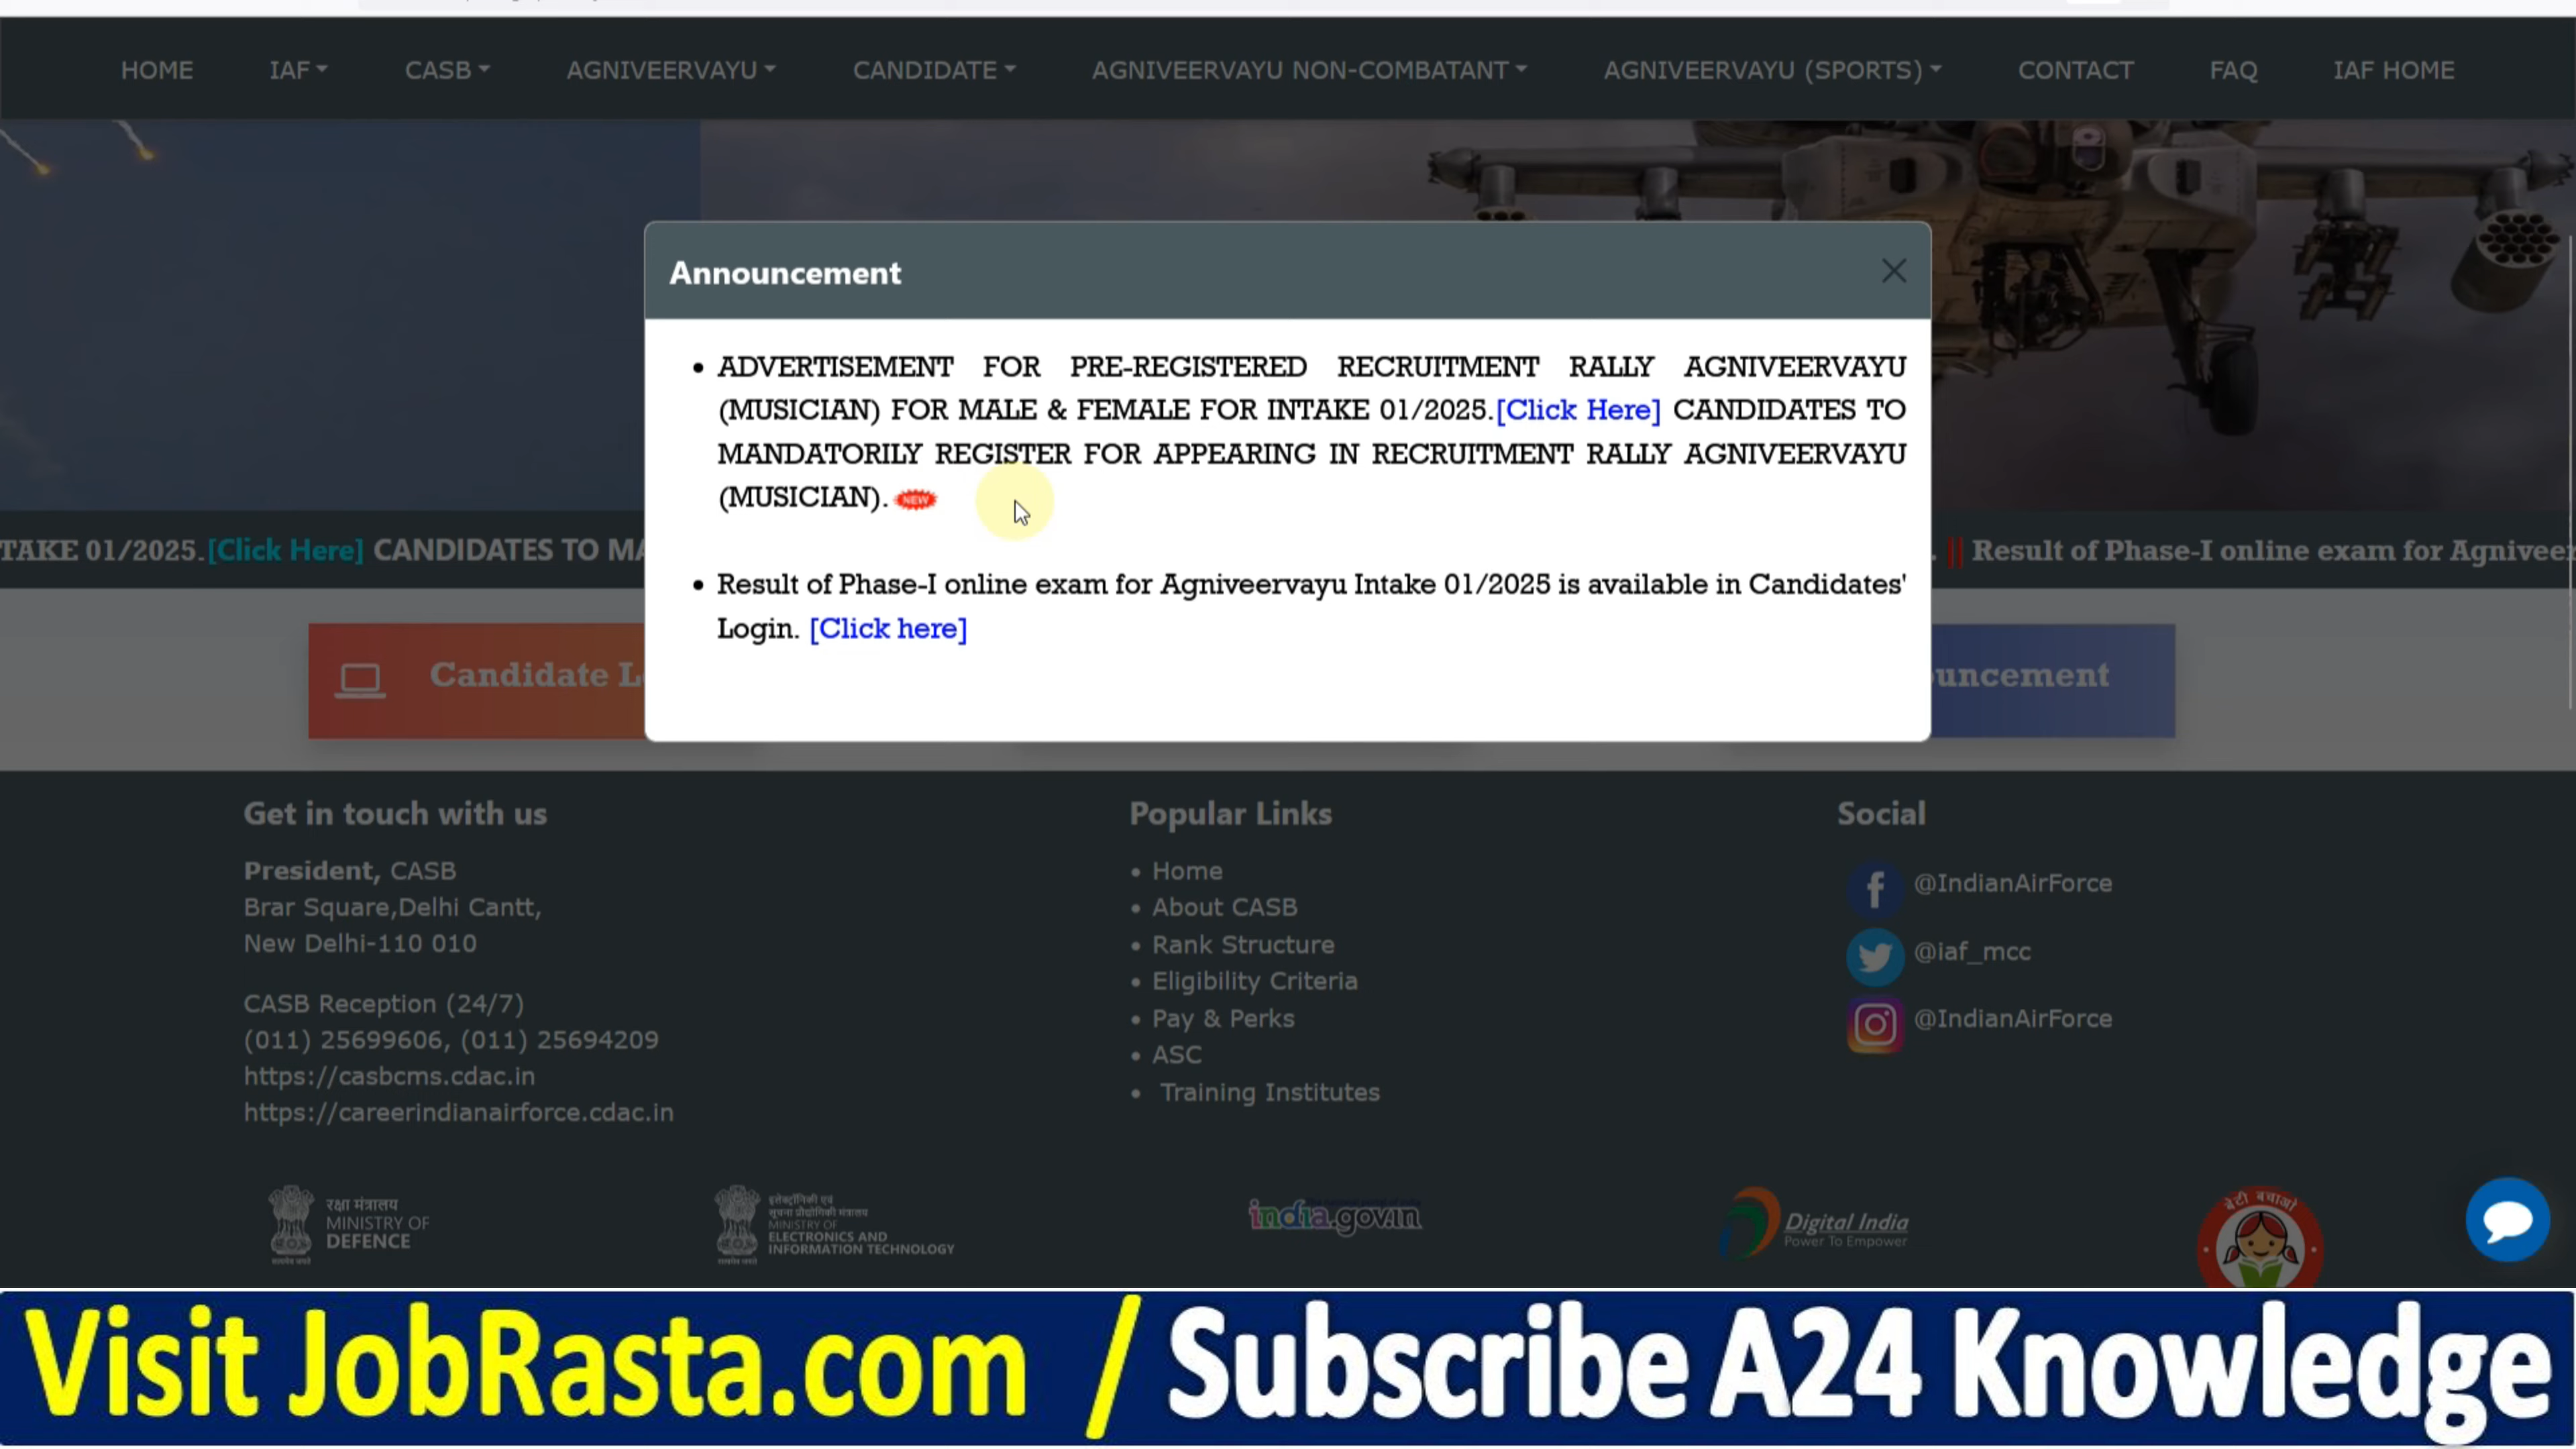 HOME IAF CASB AGNIVEERVAYU CANDIDATE AGNIVEERVAYU NON-COMBATANT AGNIVEERVAYU (SPORTS) CONTACT FAQ IAF HOME
Announcement
• ADVERTISEMENT FOR PRE-REGISTERED RECRUITMENT RALLY AGNIVEERVAYU
(MUSICIAN) FOR MALE & FEMALE FOR INTAKE 01/2025.[Click Here] CANDIDATES TO
MANDATORILY REGISTER FOR APPEARING IN RECRUITMENT RALLY AGNIVEERVAYU
(MUSICIAN). NEW
• Result of Phase-I online exam for Agniveervayu Intake 01/2025 is available in Candidates'
Login. [Click here]
TAKE 01/2025.[Click Here] CANDIDATES TO MA
. || Result of Phase-I online exam for Agnivee
Candidate L
uncement
Get in touch with us
President, CASB
Brar Square,Delhi Cantt,
New Delhi-110 010
CASB Reception (24/7)
(011) 25699606, (011) 25694209
https://casbcms.cdac.in
https://careerindianairforce.cdac.in
Popular Links
• Home
• About CASB
• Rank Structure
• Eligibility Criteria
• Pay & Perks
• ASC
• Training Institutes
Social
@IndianAirForce
@iaf_mcc
@IndianAirForce
रक्षा मंत्रालय
MINISTRY OF
DEFENCE
इलेक्ट्रॉनिकी एवं
सूचना प्रौद्योगिकी मंत्रालय
MINISTRY OF
ELECTRONICS AND
INFORMATION TECHNOLOGY
india.gov.in
Digital India
Power To Empower
बेटी बचाओ
Visit JobRasta.com / Subscribe A24 Knowledge